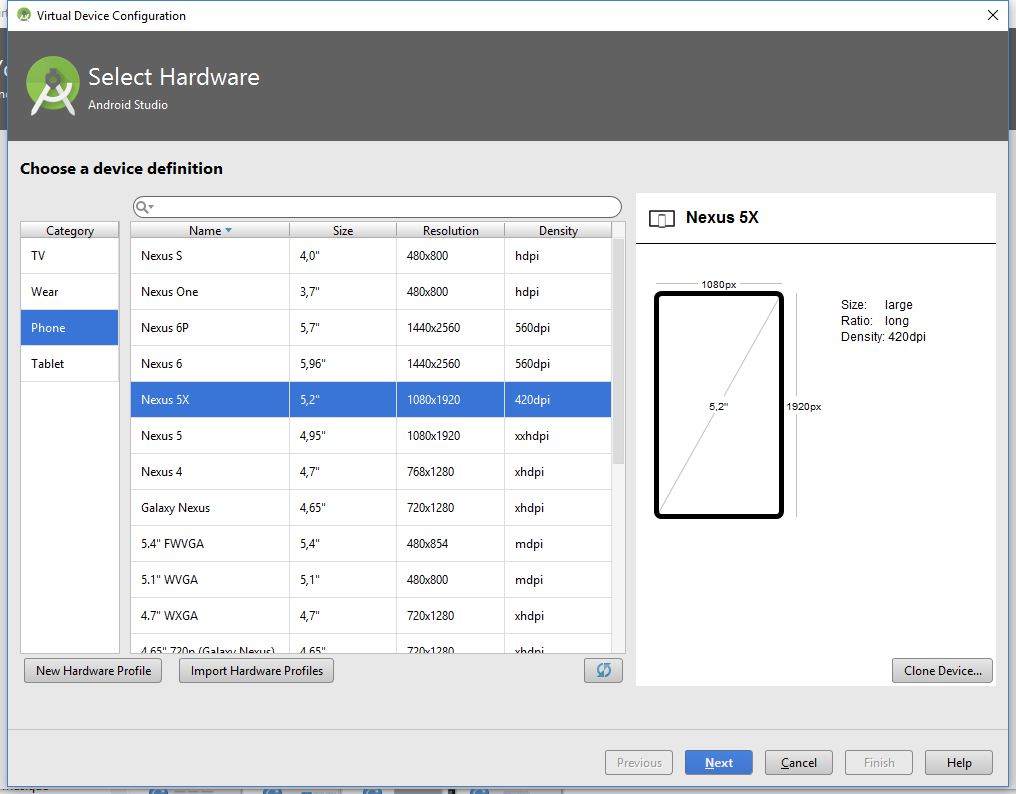 Virtual Device Configuration
Select Hardware
Android Studio
Choose a device definition
Category
TV
Wear
Phone
Tablet
Name Size Resolution Density
Nexus S 4,0" 480x800 hdpi
Nexus One 3,7" 480x800 hdpi
Nexus 6P 5,7" 1440x2560 560dpi
Nexus 6 5,96" 1440x2560 560dpi
Nexus 5X 5,2" 1080x1920 420dpi
Nexus 5 4,95" 1080x1920 xxhdpi
Nexus 4 4,7" 768x1280 xhdpi
Galaxy Nexus 4,65" 720x1280 xhdpi
5.4" FWVGA 5,4" 480x854 mdpi
5.1" WVGA 5,1" 480x800 mdpi
4.7" WXGA 4,7" 720x1280 xhdpi
4.65" 720p (Galaxy Nexus) 4,65" 720x1280 xhdpi
New Hardware Profile Import Hardware Profiles
Nexus 5X
1080px
5,2"
1920px
Size: large
Ratio: long
Density: 420dpi
Clone Device...
Previous Next Cancel Finish Help